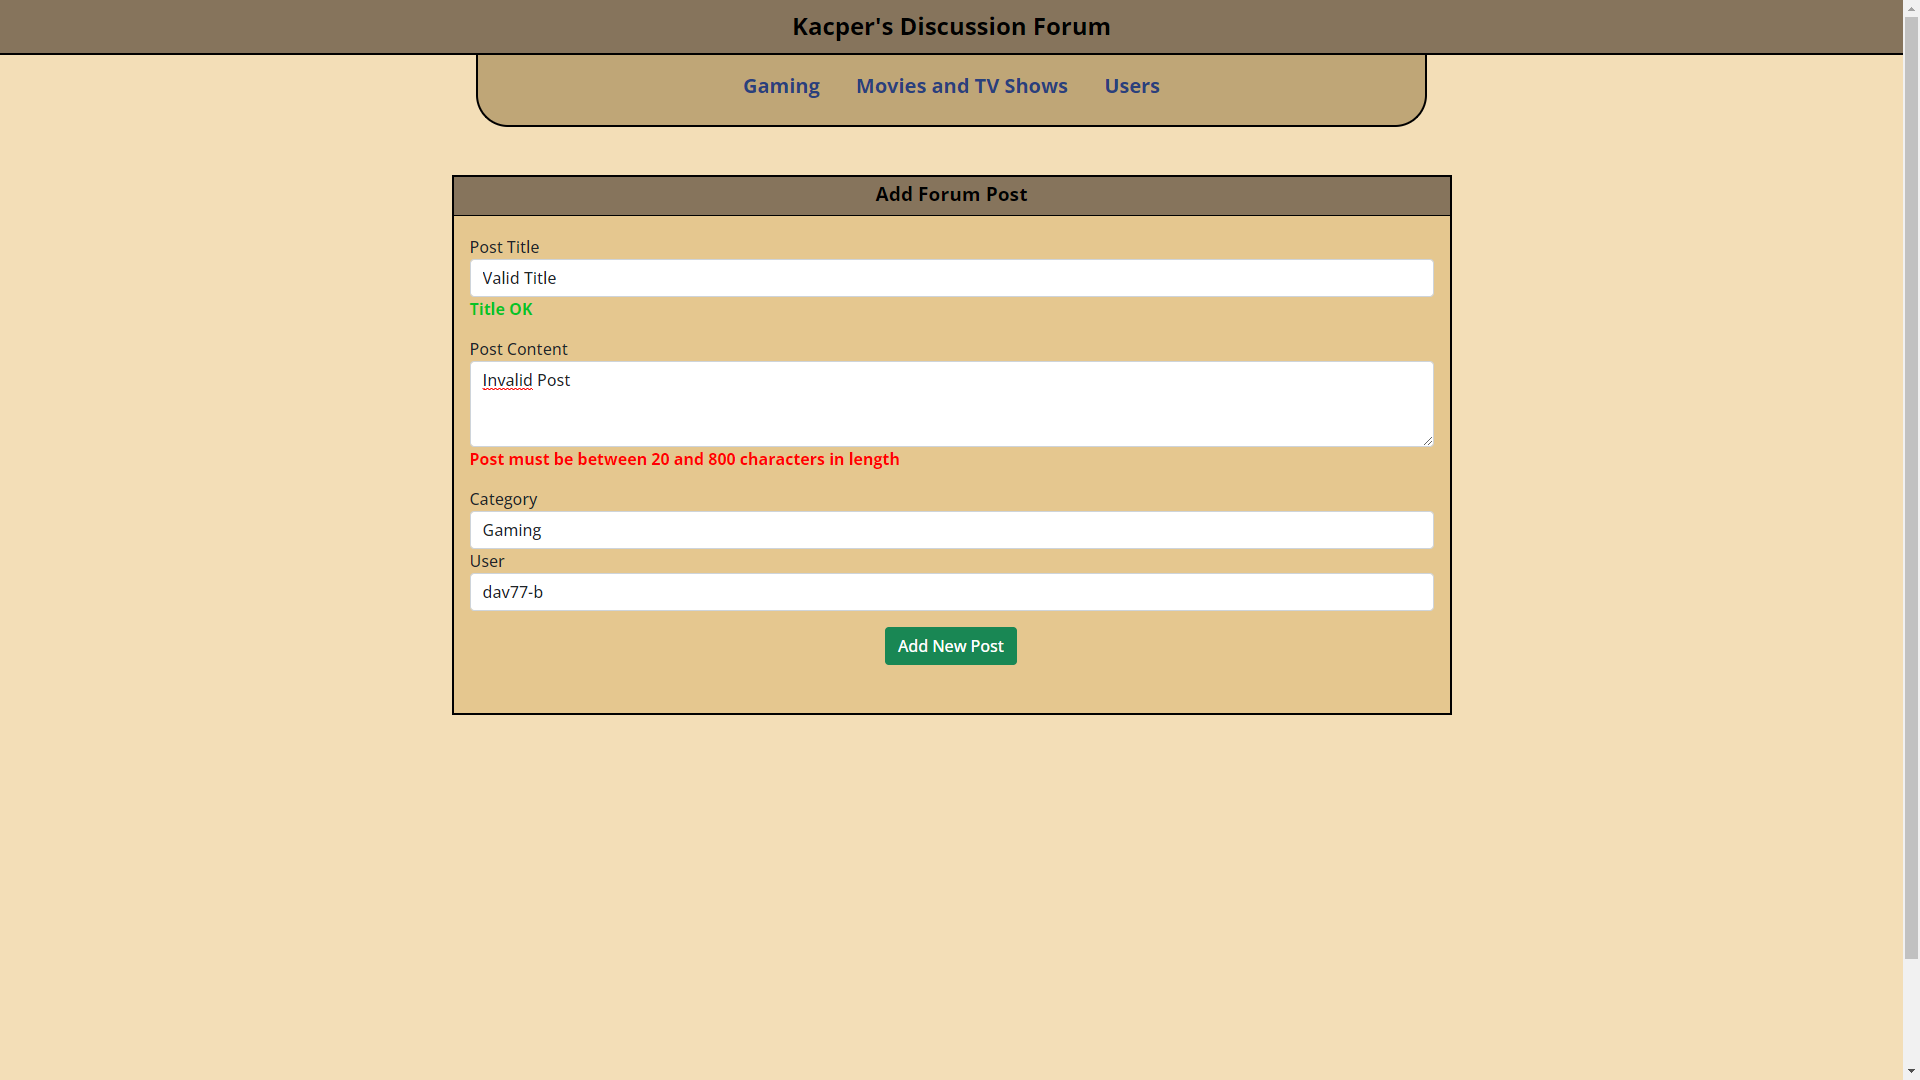 Kacper's Discussion Forum
Gaming Movies and TV Shows Users
Add Forum Post
Post Title
Valid Title
Title OK
Post Content
Invalid Post
Post must be between 20 and 800 characters in length
Category
Gaming
User
dav77-b
Add New Post